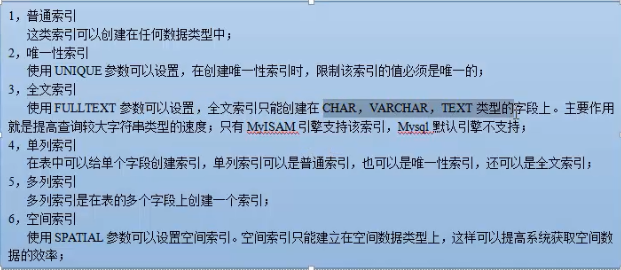 1，普通索引
这类索引可以创建在任何数据类型中；
2，唯一性索引
使用 UNIQUE 参数可以设置，在创建唯一性索引时，限制该索引的值必须是唯一的；
3，全文索引
使用 FULLTEXT 参数可以设置，全文索引只能创建在 CHAR，VARCHAR，TEXT 类型的字段上。主要作用
就是提高查询较大字符串类型的速度；只有 MyISAM 引擎支持该索引，Mysql 默认引擎不支持；
4，单列索引
在表中可以给单个字段创建索引，单列索引可以是普通索引，也可以是唯一性索引，还可以是全文索引；
5，多列索引
多列索引是在表的多个字段上创建一个索引；
6，空间索引
使用 SPATIAL 参数可以设置空间索引。空间索引只能建立在空间数据类型上，这样可以提高系统获取空间数
据的效率；